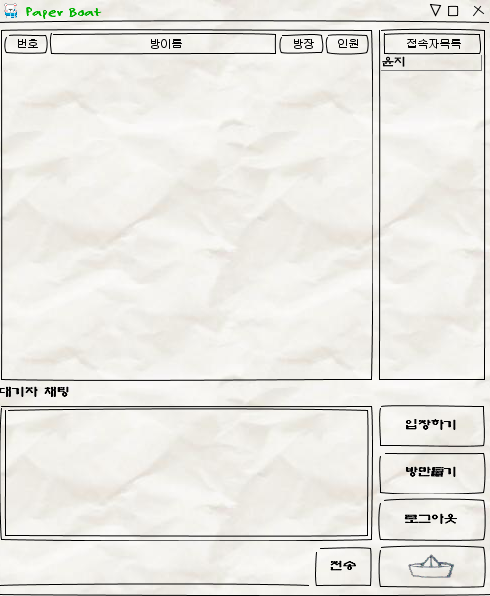 Paper Boat
번호 방이름 방장 인원 접속자목록
윤지
대기자 채팅
입장하기
방만들기
로그아웃
전송